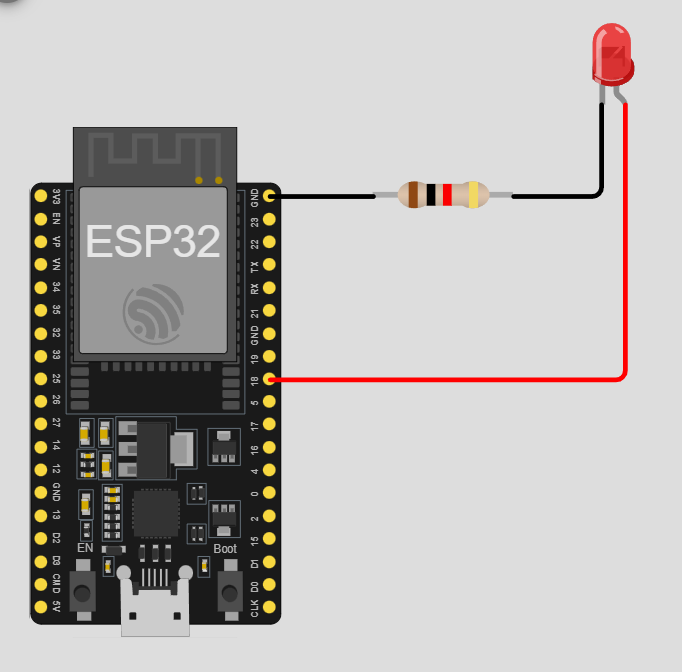 ESP32
3V3
EN
VP
VN
34
35
32
33
25
26
27
14
12
GND
13
D2
D3
CMD
5V
GND
23
22
TX
RX
21
GND
19
18
5
17
16
4
0
2
15
D1
D0
CLK
EN
Boot